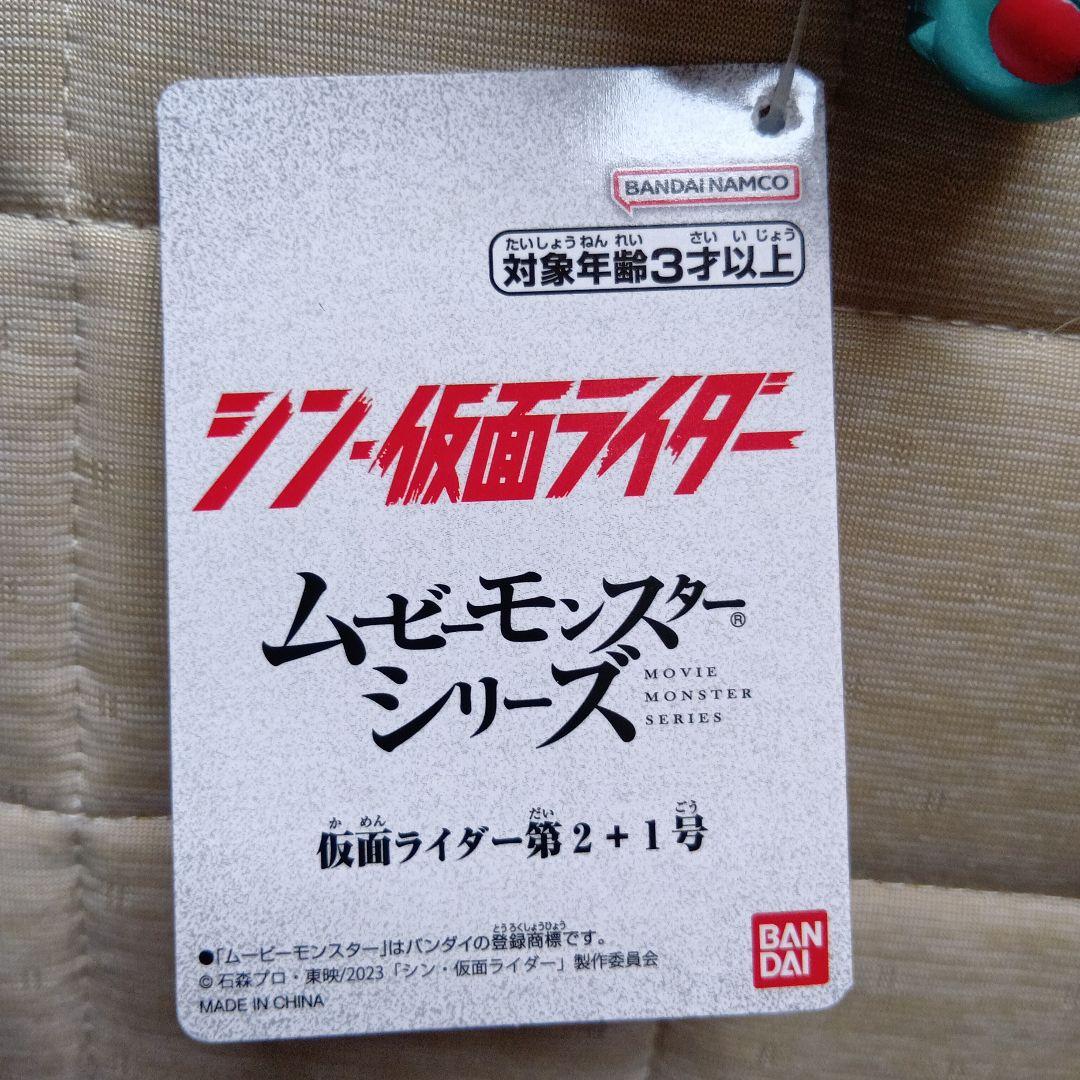 BANDAI NAMCO
たいしょうねんれい さいいじょう
対象年齢3才以上
シン・仮面ライダー
ムービーモンスター®
シリーズ
MOVIE
MONSTER
SERIES
かめん だい ごう
仮面ライダー第2+1号
とうろくしょうひょう
●「ムービーモンスター」はバンダイの登録商標です。
© 石森プロ・東映/2023「シン・仮面ライダー」製作委員会
MADE IN CHINA
BAN
DAI